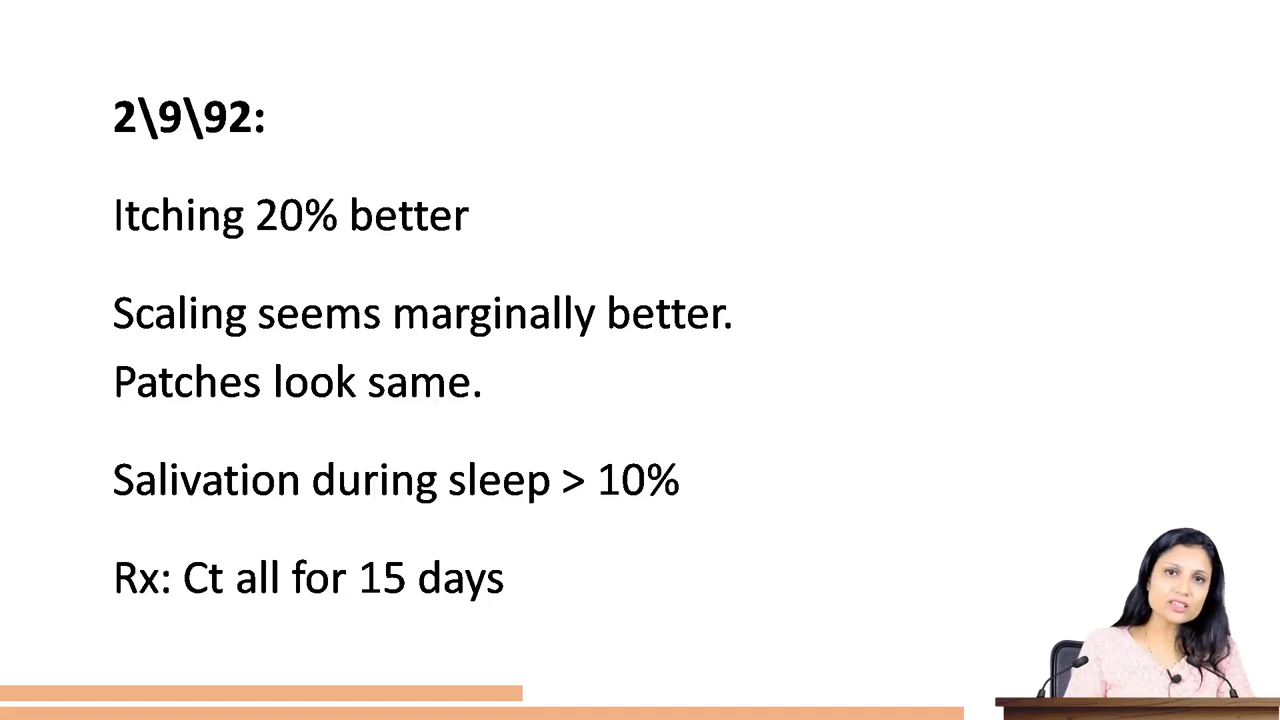 2\9\92:
Itching 20% better
Scaling seems marginally better.
Patches look same.
Salivation during sleep > 10%
Rx: Ct all for 15 days